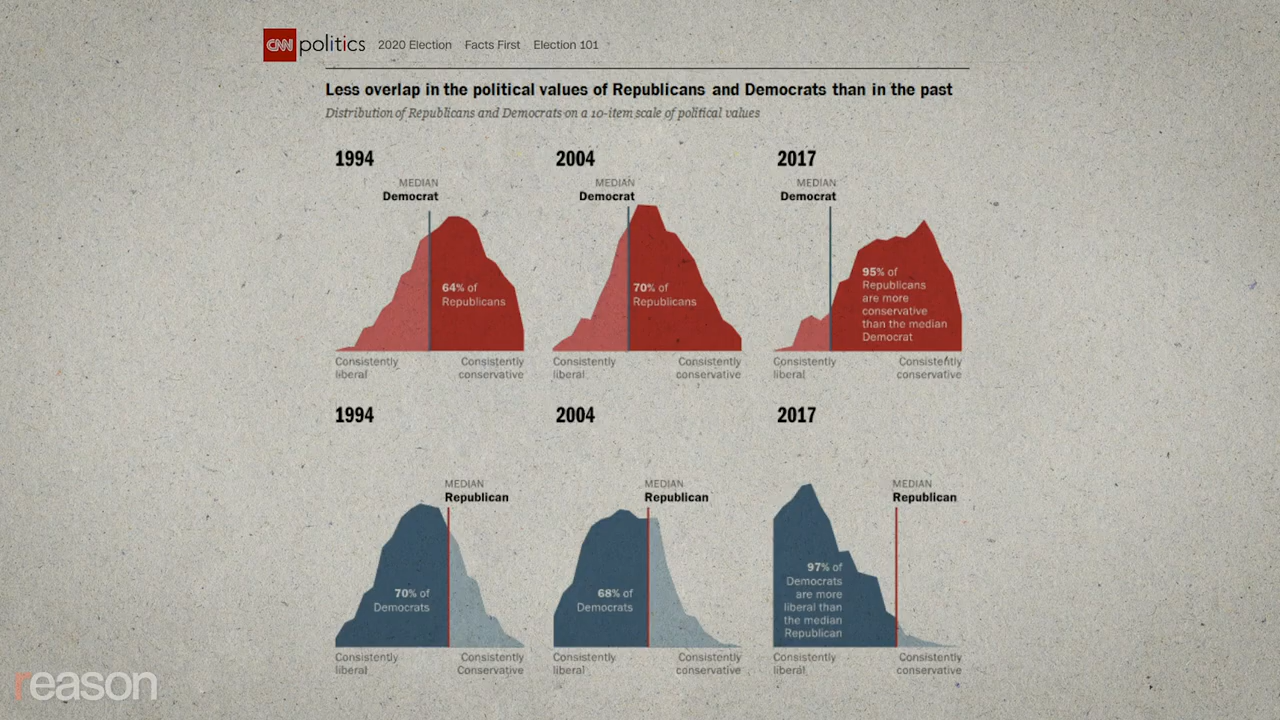 CNN politics 2020 Election Facts First Election 101
Less overlap in the political values of Republicans and Democrats than in the past
Distribution of Republicans and Democrats on a 10-item scale of political values
1994
MEDIAN
Democrat
64% of
Republicans
Consistently
liberal
Consistently
conservative
2004
MEDIAN
Democrat
70% of
Republicans
Consistently
liberal
Consistently
conservative
2017
MEDIAN
Democrat
95% of
Republicans
are more
conservative
than the median
Democrat
Consistently
liberal
Consistently
conservative
1994
MEDIAN
Republican
70% of
Democrats
Consistently
liberal
Consistently
Conservative
2004
MEDIAN
Republican
68% of
Democrats
Consistently
liberal
Consistently
conservative
2017
MEDIAN
Republican
97% of
Democrats
are more
liberal than
the median
Republican
Consistently
liberal
Consistently
conservative
reason